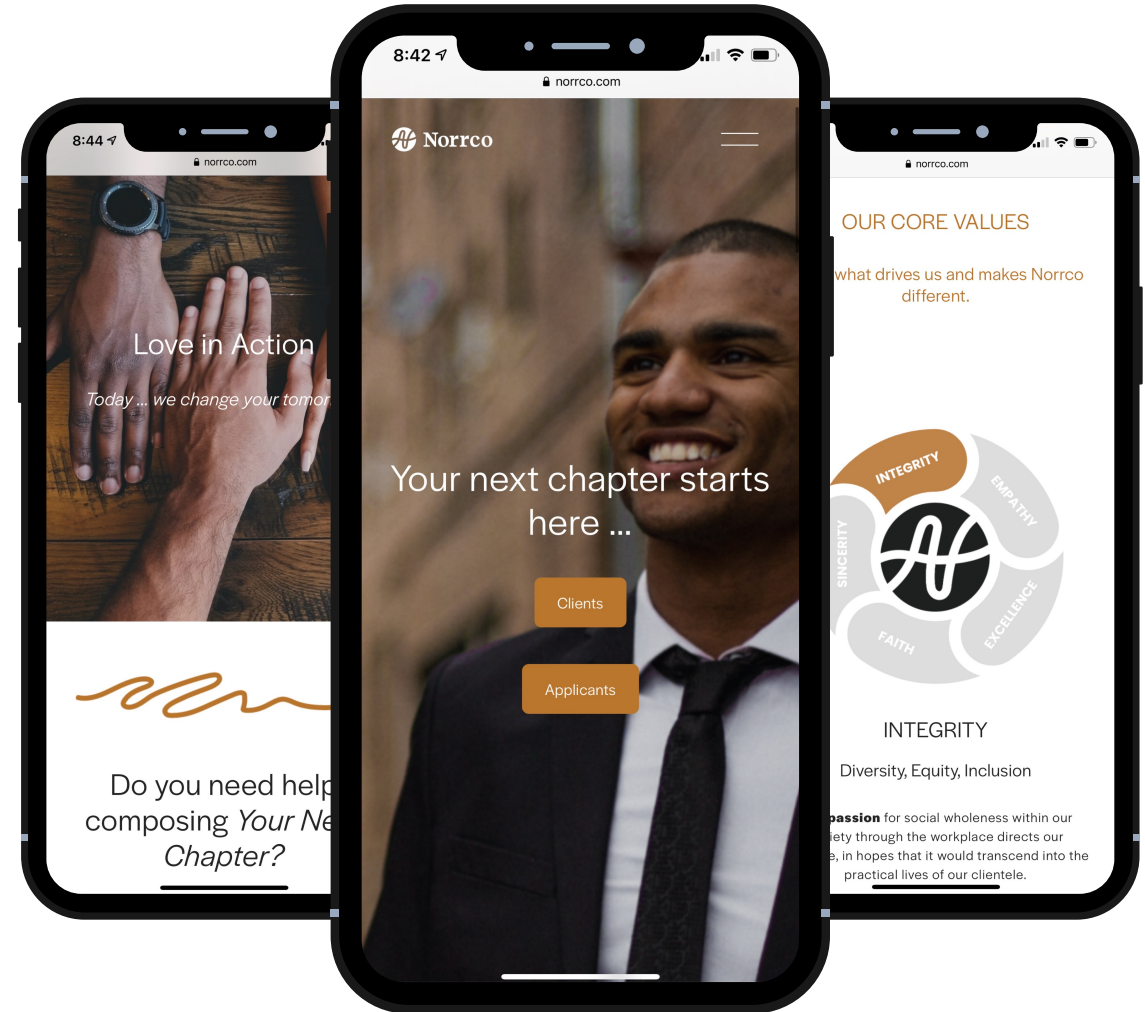 8:44
norrco.com
Love in Action
Today ... we change your
Do you need help
composing Your
Chapter?
8:42
norrco.com
Norrco
Your next chapter starts
here ...
Clients
Applicants
norrco.com
OUR CORE VALUES
what drives us and makes Norrco
different.
INTEGRITY
EMPATHY
EXCELLENCE
FAITH
SINCERITY
INTEGRITY
Diversity, Equity, Inclusion
passion for social wholeness within our
through the workplace directs our
in hopes that it would transcend into the
practical lives of our clientele.